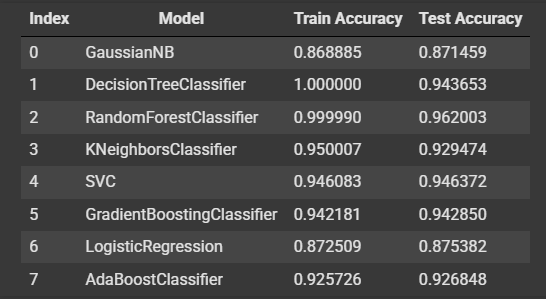 Index Model Train Accuracy Test Accuracy
0 GaussianNB 0.868885 0.871459
1 DecisionTreeClassifier 1.000000 0.943653
2 RandomForestClassifier 0.999990 0.962003
3 KNeighborsClassifier 0.950007 0.929474
4 SVC 0.946083 0.946372
5 GradientBoostingClassifier 0.942181 0.942850
6 LogisticRegression 0.872509 0.875382
7 AdaBoostClassifier 0.925726 0.926848